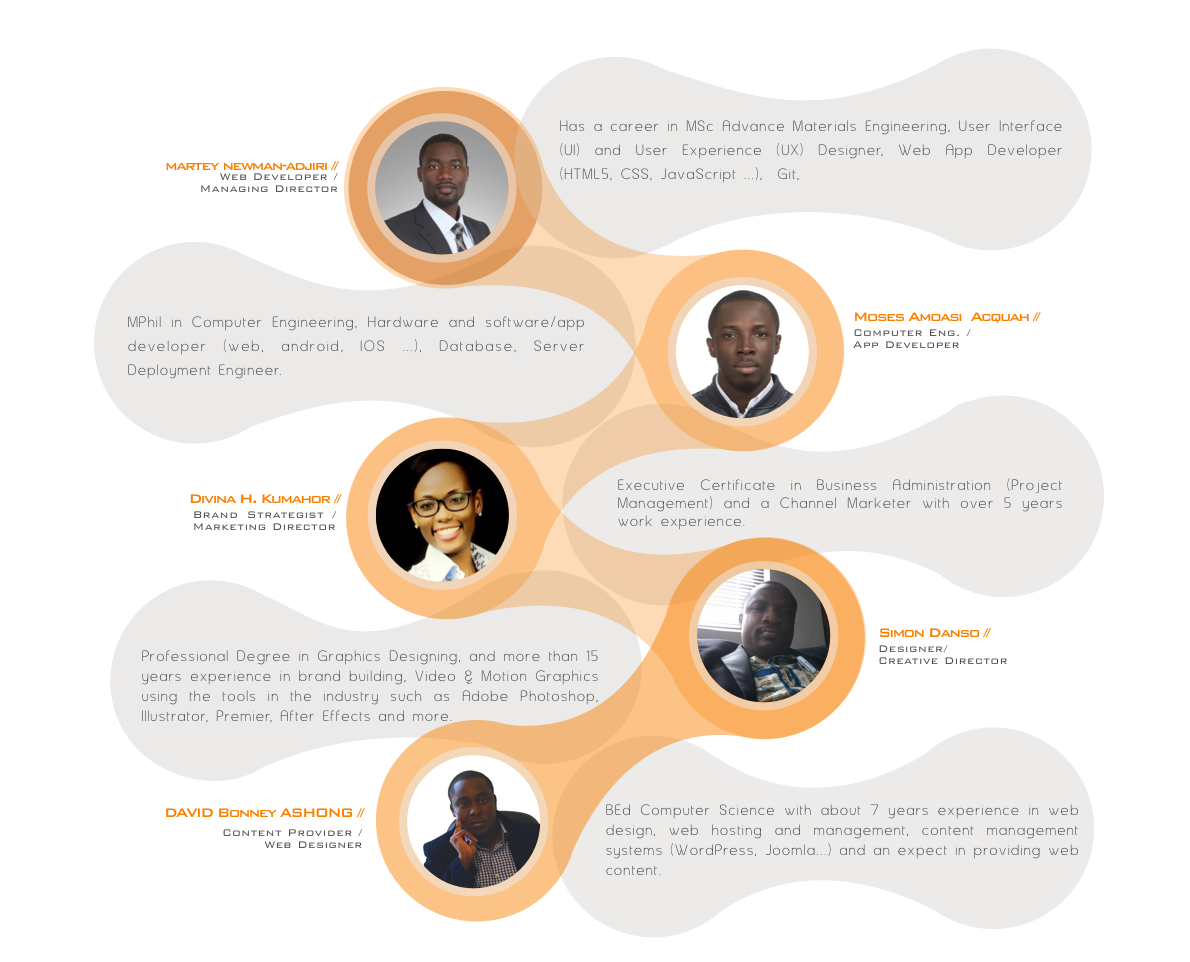 MARTEY NEWMAN-ADJIRI //
WEB DEVELOPER /
MANAGING DIRECTOR
Has a career in MSc Advance Materials Engineering, User Interface
(UI) and User Experience (UX) Designer, Web App Developer
(HTML5, CSS, JavaScript ...), Git,
MPhil in Computer Engineering, Hardware and software/app
developer (web, android, IOS ...), Database, Server
Deployment Engineer.
MOSES AMOASI ACQUAH //
COMPUTER ENG. /
APP DEVELOPER
DIVINA H. KUMAHOR //
BRAND STRATEGIST /
MARKETING DIRECTOR
Executive Certificate in Business Administration (Project
Management) and a Channel Marketer with over 5 years
work experience.
Professional Degree in Graphics Designing, and more than 15
years experience in brand building, Video & Motion Graphics
using the tools in the industry such as Adobe Photoshop,
Illustrator, Premier, After Effects and more.
SIMON DANSO //
DESIGNER/
CREATIVE DIRECTOR
DAVID BONNEY ASHONG //
CONTENT PROVIDER /
WEB DESIGNER
BEd Computer Science with about 7 years experience in web
design, web hosting and management, content management
systems (WordPress, Joomla...) and an expect in providing web
content.